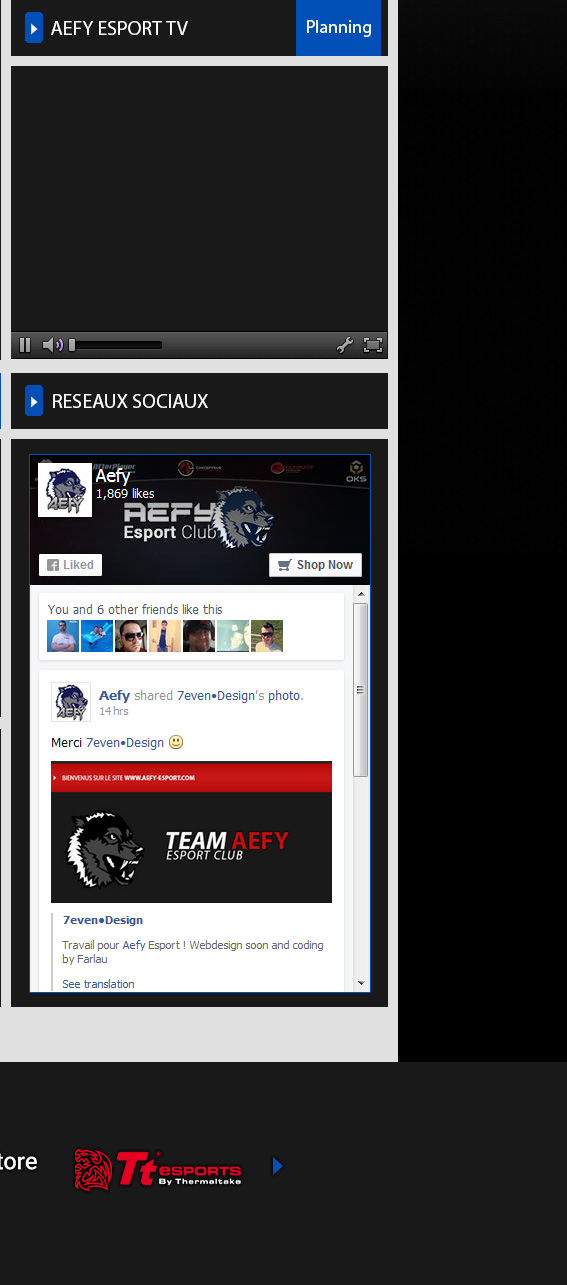 AEFY ESPORT TV
Planning
RESEAUX SOCIAUX
Aefy
1,869 likes
OKS
AEFY
Esport Club
Liked
Shop Now
You and 6 other friends like this
Aefy shared 7even•Design's photo.
14 hrs
Merci 7even•Design
BIENVENUS SUR LE SITE WWW.AEFY-ESPORT.COM
TEAM AEFY
ESPORT CLUB
7even•Design
Travail pour Aefy Esport ! Webdesign soon and coding
by Farlau
See translation
tore
Tt ESPORTS
By Thermaltake